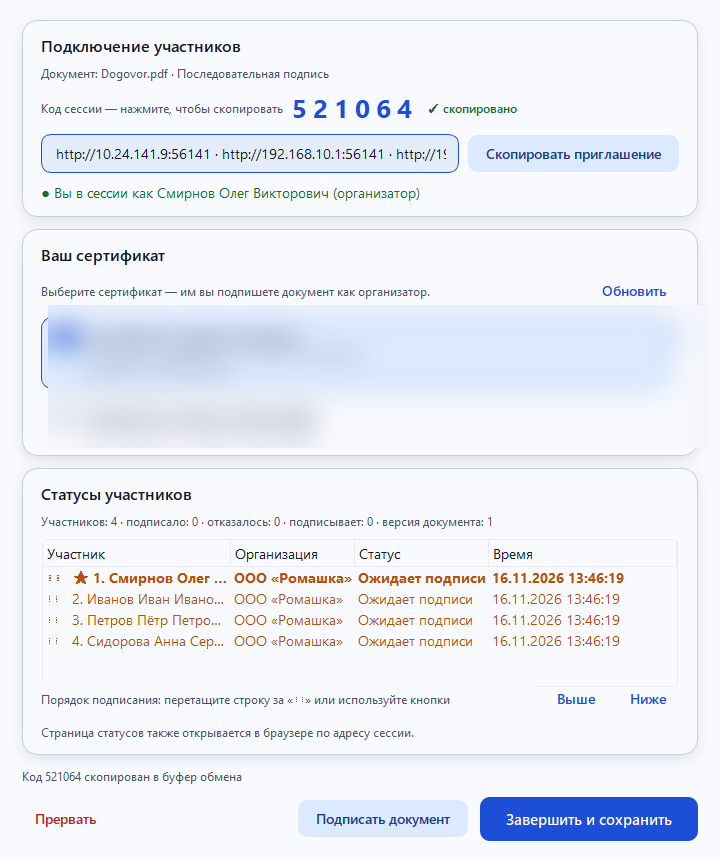 Подключение участников
Документ: Dogovor.pdf · Последовательная подпись
Код сессии — нажмите, чтобы скопировать 521064 ✓ скопировано
http://10.24.141.9:56141 · http://192.168.10.1:56141 · http://19 Скопировать приглашение
● Вы в сессии как Смирнов Олег Викторович (организатор)
Ваш сертификат
Выберите сертификат — им вы подпишете документ как организатор. Обновить
Статусы участников
Участников: 4 · подписало: 0 · отказалось: 0 · подписывает: 0 · версия документа: 1
Участник Организация Статус Время
⠿ ★ 1. Смирнов Олег ... ООО «Ромашка» Ожидает подписи 16.11.2026 13:46:19
⠿ 2. Иванов Иван Ивано... ООО «Ромашка» Ожидает подписи 16.11.2026 13:46:19
⠿ 3. Петров Пётр Петро... ООО «Ромашка» Ожидает подписи 16.11.2026 13:46:19
⠿ 4. Сидорова Анна Сер... ООО «Ромашка» Ожидает подписи 16.11.2026 13:46:19
Порядок подписания: перетащите строку за «⠿» или используйте кнопки Выше Ниже
Страница статусов также открывается в браузере по адресу сессии.
Код 521064 скопирован в буфер обмена
Прервать Подписать документ Завершить и сохранить